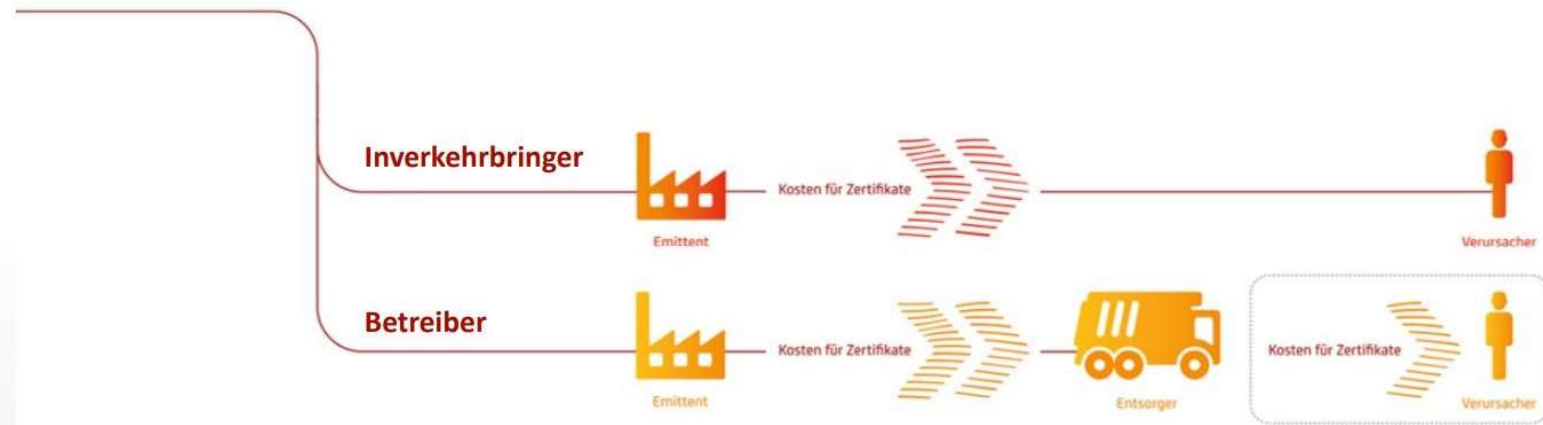 Inverkehrbringer
Kosten für Zertifikate
Emittent
Verursacher
Betreiber
Kosten für Zertifikate
Kosten für Zertifikate
Emittent
Entsorger
Verursacher